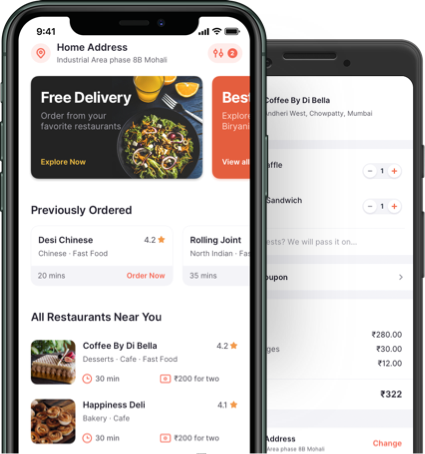 9:41
Home Address
Industrial Area phase 8B Mohali
2
Free Delivery
Order from your
favorite restaurants
Explore Now
Best
Explore
Biryani
View all
Previously Ordered
Desi Chinese
4.2
Chinese · Fast Food
20 mins
Order Now
Rolling Joint
North Indian · Fas
35 mins
All Restaurants Near You
Coffee By Di Bella
4.2
Desserts · Cafe · Fast Food
30 min
₹200 for two
Happiness Deli
4.1
Bakery · Cafe
30 min
₹200 for two
Coffee By Di Bella
ndheri West, Chowpatty, Mumbai
affle
− 1 +
Sandwich
− 1 +
ests? We will pass it on...
oupon
₹280.00
ges
₹30.00
₹12.00
₹322
Address
Area phase 8B Mohali
Change